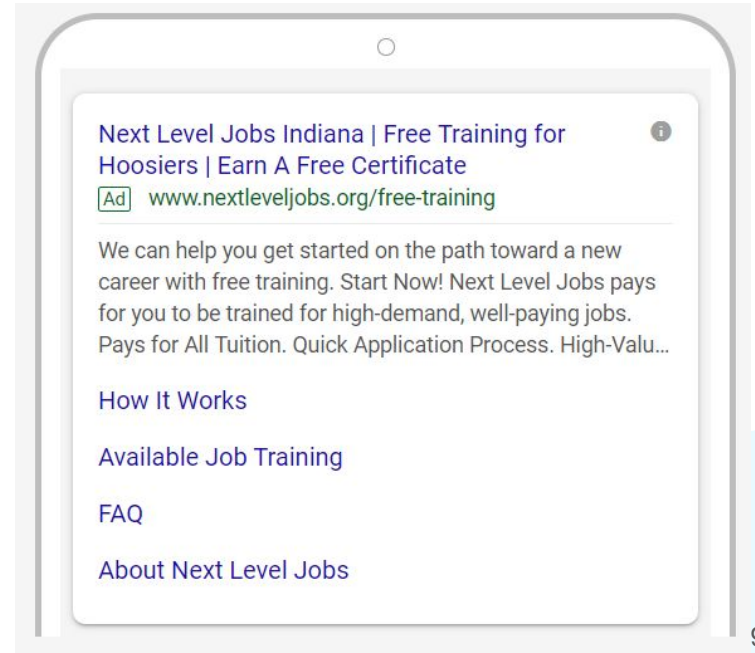 Next Level Jobs Indiana | Free Training for
Hoosiers | Earn A Free Certificate
Ad www.nextleveljobs.org/free-training
We can help you get started on the path toward a new
career with free training. Start Now! Next Level Jobs pays
for you to be trained for high-demand, well-paying jobs.
Pays for All Tuition. Quick Application Process. High-Valu...
How It Works
Available Job Training
FAQ
About Next Level Jobs